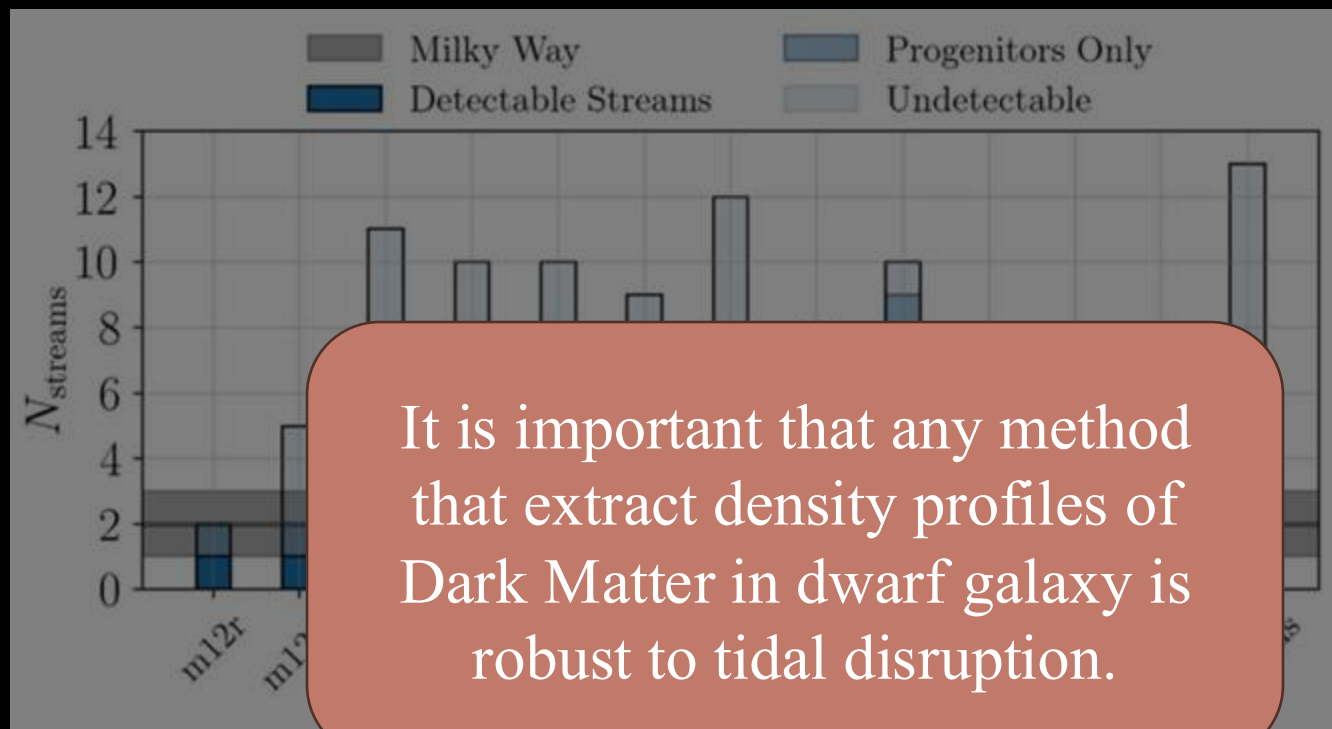 Milky Way
Detectable Streams
Progenitors Only
Undetectable
14
12
10
8
6
4
2
0
N streams
m12r
It is important that any method
that extract density profiles of
Dark Matter in dwarf galaxy is
robust to tidal disruption.